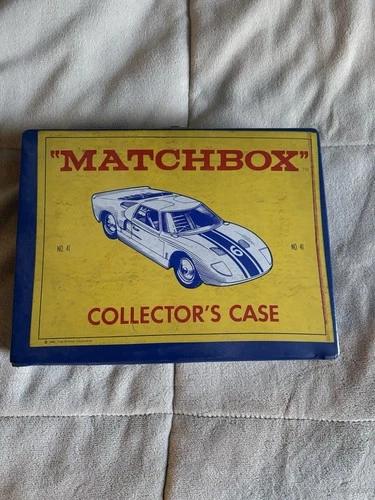 "MATCHBOX"
NO. 41
6
NO. 41
COLLECTOR'S CASE